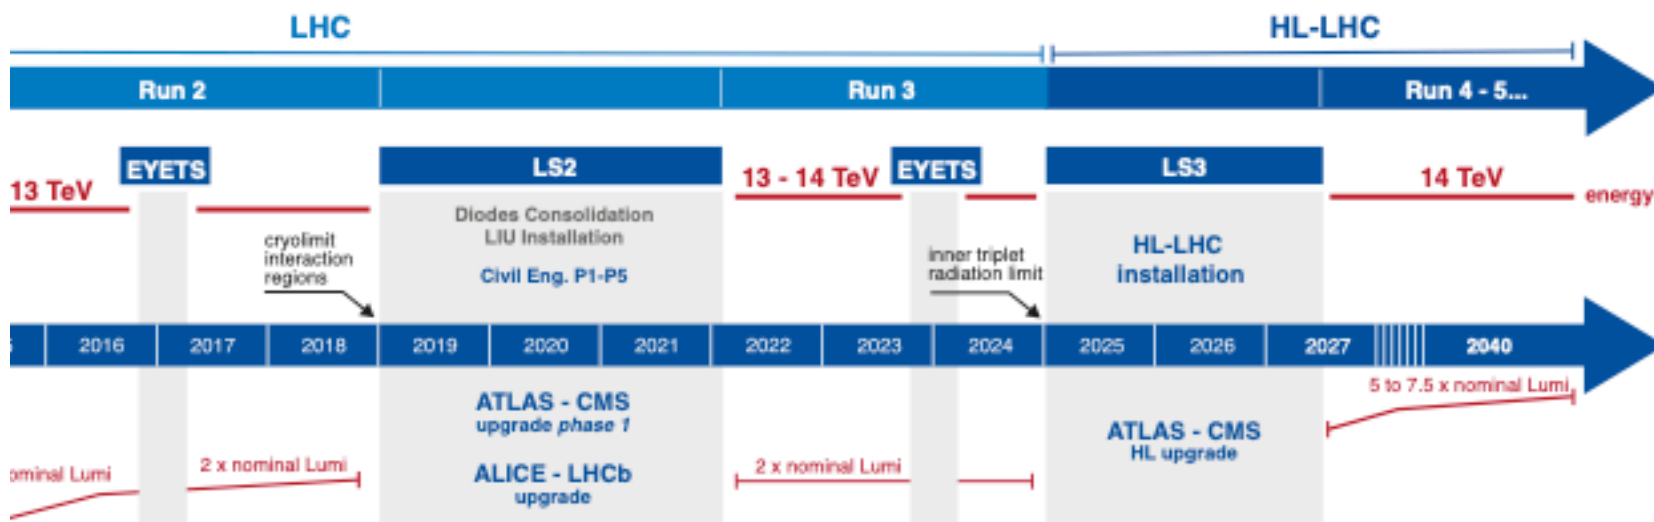 LHC
HL-LHC
Run 2
Run 3
Run 4 - 5...
EYETS
LS2
EYETS
LS3
13 TeV
13 - 14 TeV
14 TeV
energy
Diodes Consolidation
LIU Installation
Civil Eng. P1-P5
cryolimit
interaction
regions
inner triplet
radiation limit
HL-LHC
installation
2016
2017
2018
2019
2020
2021
2022
2023
2024
2025
2026
2027
2040
5 to 7.5 x nominal Lumi
ATLAS - CMS
upgrade phase 1
ATLAS - CMS
HL upgrade
ominal Lumi
2 x nominal Lumi
ALICE - LHCb
upgrade
2 x nominal Lumi